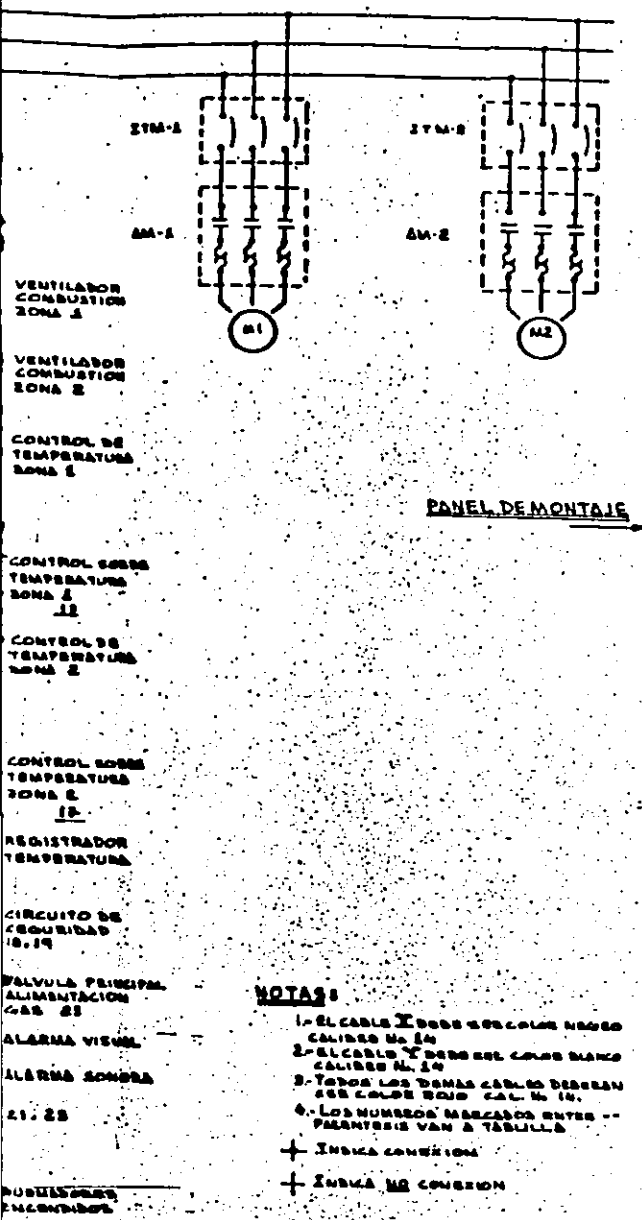 ITM-1
ITM-2
AM-1
AM-2
M1
M2
VENTILADOR
COMBUSTION
ZONA 1
VENTILADOR
COMBUSTION
ZONA 2
CONTROL DE
TEMPERATURA
ZONA 1
PANEL DE MONTAJE
CONTROL SOBRE
TEMPERATURA
ZONA 1
CONTROL DE
TEMPERATURA
ZONA 2
CONTROL SOBRE
TEMPERATURA
ZONA 2
REGISTRADOR
TEMPERATURA
CIRCUITO DE
SEGURIDAD
18.19
VALVULA PRINCIPAL
ALIMENTACION
GAS
ALARMA VISUAL
ALARMA SONORA
NOTAS:
1.- EL CABLE X DEBE SER COLOR NEGRO
CALIBRE No. 14
2.- EL CABLE Y DEBE SER COLOR BLANCO
CALIBRE No. 14
3.- TODOS LOS DEMAS CABLES DEBERAN
SER COLOR ROJO CAL. No. 14.
4.- LOS NUMEROS MARCADOS ENTRE --
PARENTESIS VAN A TABLILLA
INDICA CONEXION
INDICA NO CONEXION
QUEMADORES
ENCENDIDOS